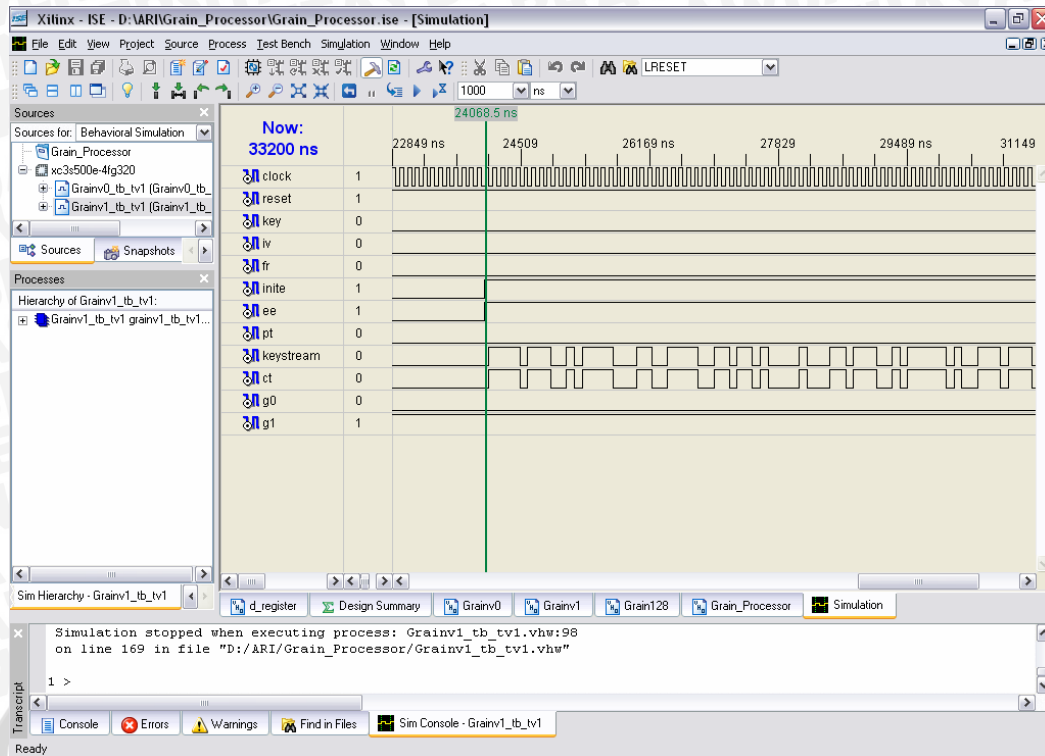 Xilinx - ISE - D:\ARI\Grain_Processor\Grain_Processor.ise - [Simulation]
File Edit View Project Source Process Test Bench Simulation Window Help
LRESET
1000 ns
Sources
Sources for: Behavioral Simulation
Grain_Processor
xc3s500e-4fg320
Grainv0_tb_tv1 (Grainv0_tb_
Grainv1_tb_tv1 (Grainv1_tb_
Sources Snapshots
Processes
Hierarchy of Grainv1_tb_tv1:
Grainv1_tb_tv1 grainv1_tb_tv1...
Sim Hierarchy - Grainv1_tb_tv1
24068.5 ns
Now:
33200 ns
22849 ns 24509 26169 ns 27829 29489 ns 31149
clock 1
reset 1
key 0
iv 0
fr 0
inite 1
ee 1
pt 0
keystream 0
ct 0
g0 0
g1 1
d_register Design Summary Grainv0 Grainv1 Grain128 Grain_Processor Simulation
Simulation stopped when executing process: Grainv1_tb_tv1.vhw:98
on line 169 in file "D:/ARI/Grain_Processor/Grainv1_tb_tv1.vhw"
1 >
Transcript
Console Errors Warnings Find in Files Sim Console - Grainv1_tb_tv1
Ready